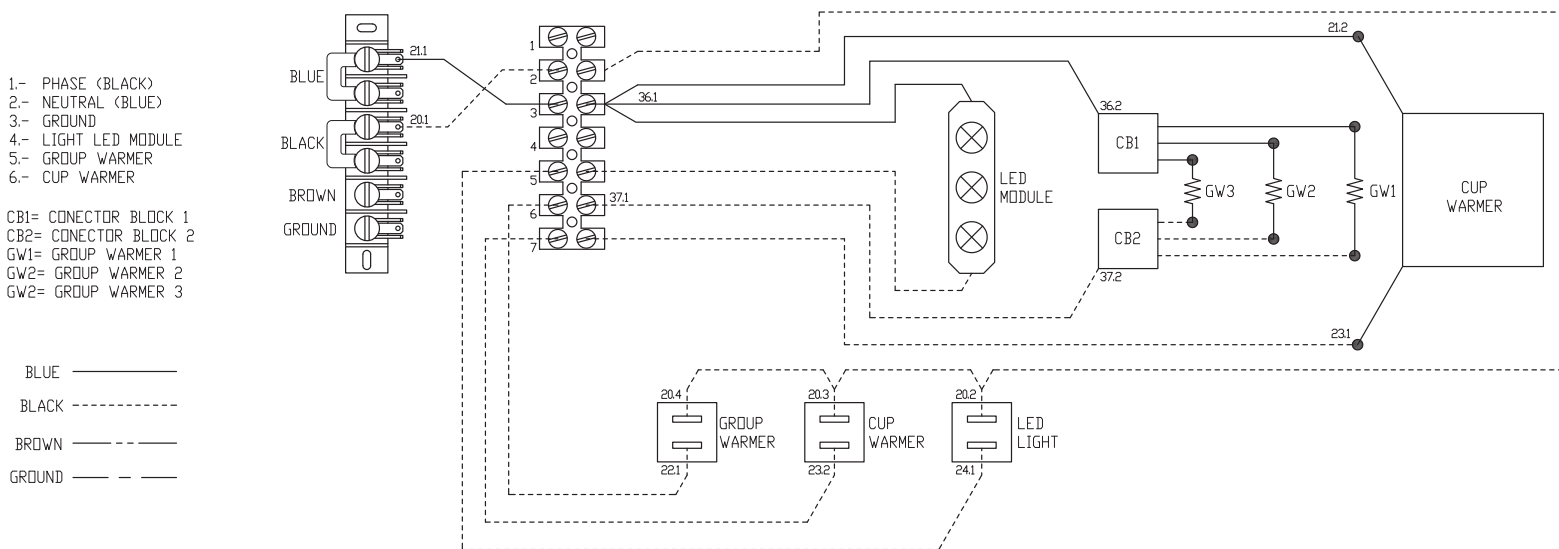 1.- PHASE (BLACK)
2.- NEUTRAL (BLUE)
3.- GROUND
4.- LIGHT LED MODULE
5.- GROUP WARMER
6.- CUP WARMER
CB1= CONECTOR BLOCK 1
CB2= CONECTOR BLOCK 2
GW1= GROUP WARMER 1
GW2= GROUP WARMER 2
GW2= GROUP WARMER 3
BLUE
BLACK
BROWN
GROUND
BLUE
BLACK
BROWN
GROUND
21.1
20.1
1
2
3
4
5
6
7
36.1
37.1
LED
MODULE
21.2
36.2
CB1
CB2
37.2
GW3
GW2
GW1
CUP
WARMER
23.1
20.4
GROUP
WARMER
22.1
20.3
CUP
WARMER
23.2
20.2
LED
LIGHT
24.1